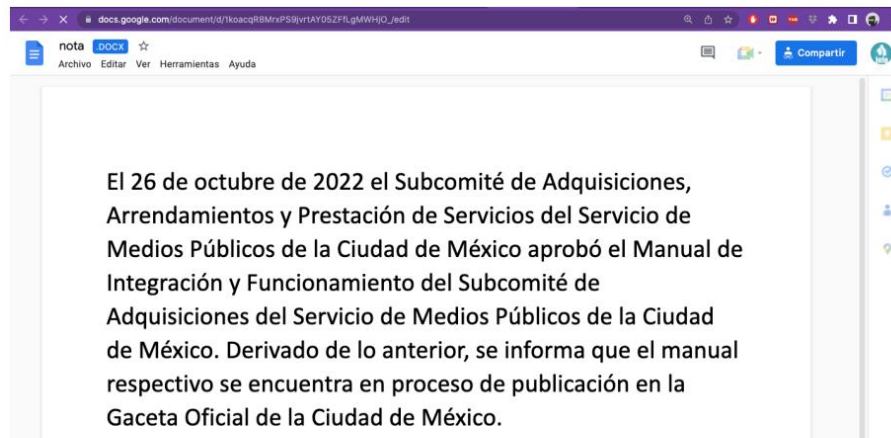 docs.google.com/document/d/1koacqRBMrxPS9jvrtAY05ZFfLgMWHjO_/edit
nota .DOCX
Archivo Editar Ver Herramientas Ayuda
Compartir
El 26 de octubre de 2022 el Subcomité de Adquisiciones,
Arrendamientos y Prestación de Servicios del Servicio de
Medios Públicos de la Ciudad de México aprobó el Manual de
Integración y Funcionamiento del Subcomité de
Adquisiciones del Servicio de Medios Públicos de la Ciudad
de México. Derivado de lo anterior, se informa que el manual
respectivo se encuentra en proceso de publicación en la
Gaceta Oficial de la Ciudad de México.